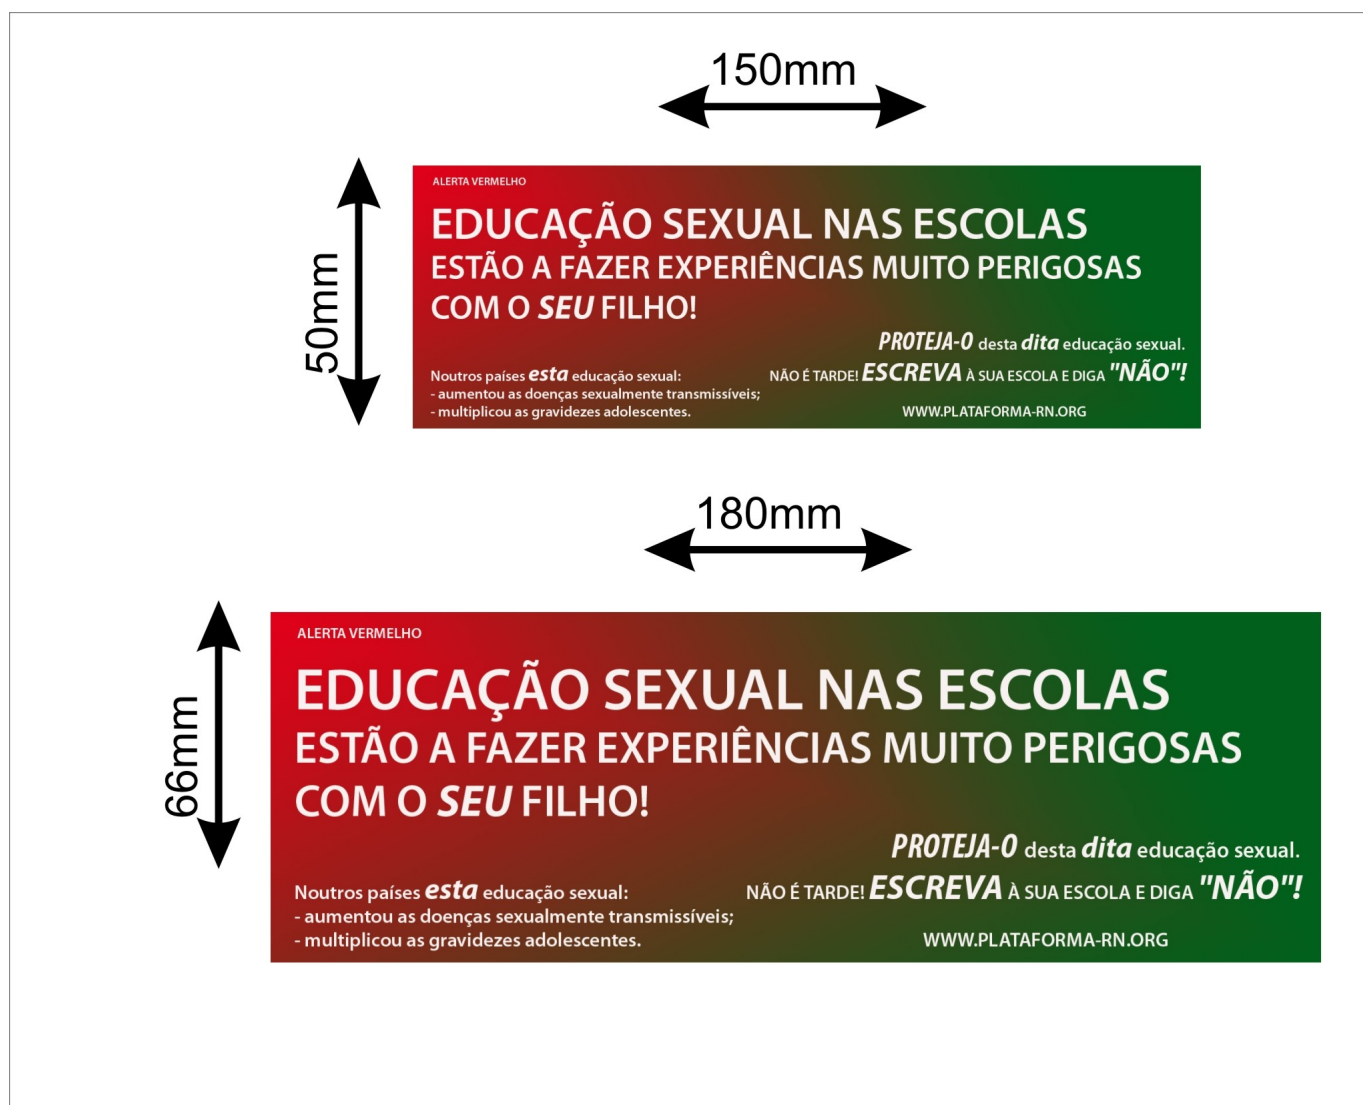 150mm
50mm
ALERTA VERMELHO
EDUCAÇÃO SEXUAL NAS ESCOLAS
ESTÃO A FAZER EXPERIÊNCIAS MUITO PERIGOSAS
COM O SEU FILHO!
PROTEJA-O desta dita educação sexual.
Noutros países esta educação sexual:
NÃO É TARDE! ESCREVA À SUA ESCOLA E DIGA "NÃO"!
- aumentou as doenças sexualmente transmissíveis;
- multiplicou as gravidezes adolescentes.
WWW.PLATAFORMA-RN.ORG
180mm
66mm
ALERTA VERMELHO
EDUCAÇÃO SEXUAL NAS ESCOLAS
ESTÃO A FAZER EXPERIÊNCIAS MUITO PERIGOSAS
COM O SEU FILHO!
PROTEJA-O desta dita educação sexual.
Noutros países esta educação sexual:
NÃO É TARDE! ESCREVA À SUA ESCOLA E DIGA "NÃO"!
- aumentou as doenças sexualmente transmissíveis;
- multiplicou as gravidezes adolescentes.
WWW.PLATAFORMA-RN.ORG